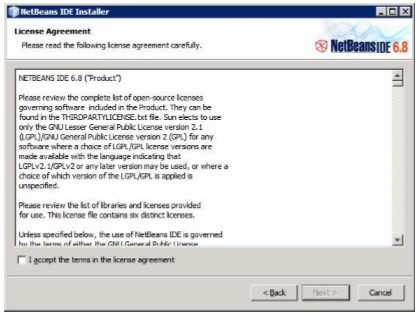 NetBeans IDE Installer
License Agreement
Please read the following license agreement carefully.
NetBeans IDE 6.8
NETBEANS IDE 6.8 ("Product")
Please review the complete list of open-source licenses
governing software included in the Product. They can be
found in the THIRDPARTYLICENSE.txt file. Sun elects to use
only the GNU Lesser General Public License version 2.1
(LGPL)/GNU General Public License version 2 (GPL) for any
software where a choice of LGPL/GPL license versions are
made available with the language indicating that
LGPLv2.1/GPLv2 or any later version may be used, or where a
choice of which version of the LGPL/GPL is applied is
unspecified.
Please review the list of libraries and licenses provided
for use. This license file contains six distinct licenses.
Unless specified below, the use of NetBeans IDE is governed
by the terms of either the GNU General Public License
I accept the terms in the license agreement
< Back
Next >
Cancel